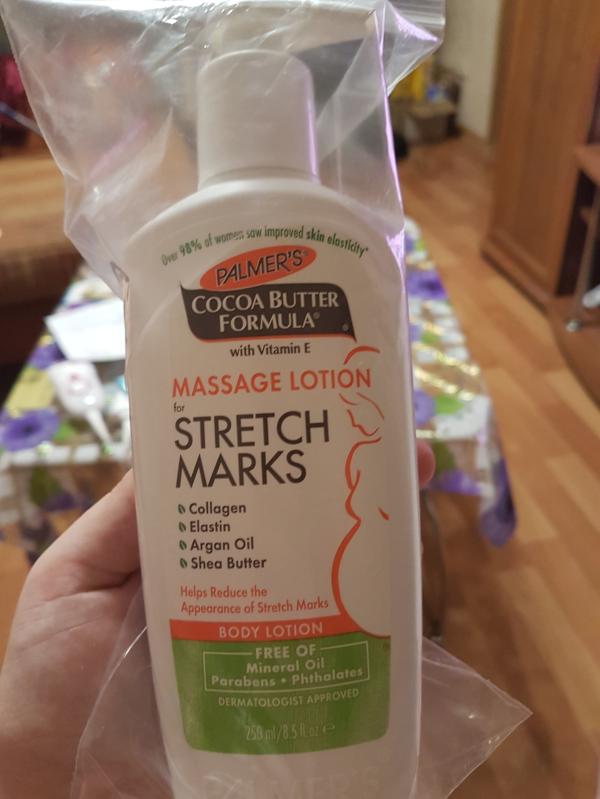 Over 98% of women saw improved skin elasticity*
PALMER'S®
COCOA BUTTER
FORMULA®
with Vitamin E
MASSAGE LOTION
for
STRETCH
MARKS
Collagen
Elastin
Argan Oil
Shea Butter
Helps Reduce the
Appearance of Stretch Marks
BODY LOTION
FREE OF
Mineral Oil
Parabens • Phthalates
DERMATOLOGIST APPROVED
250 ml/8.5 fl. oz. ℮
PALMER'S